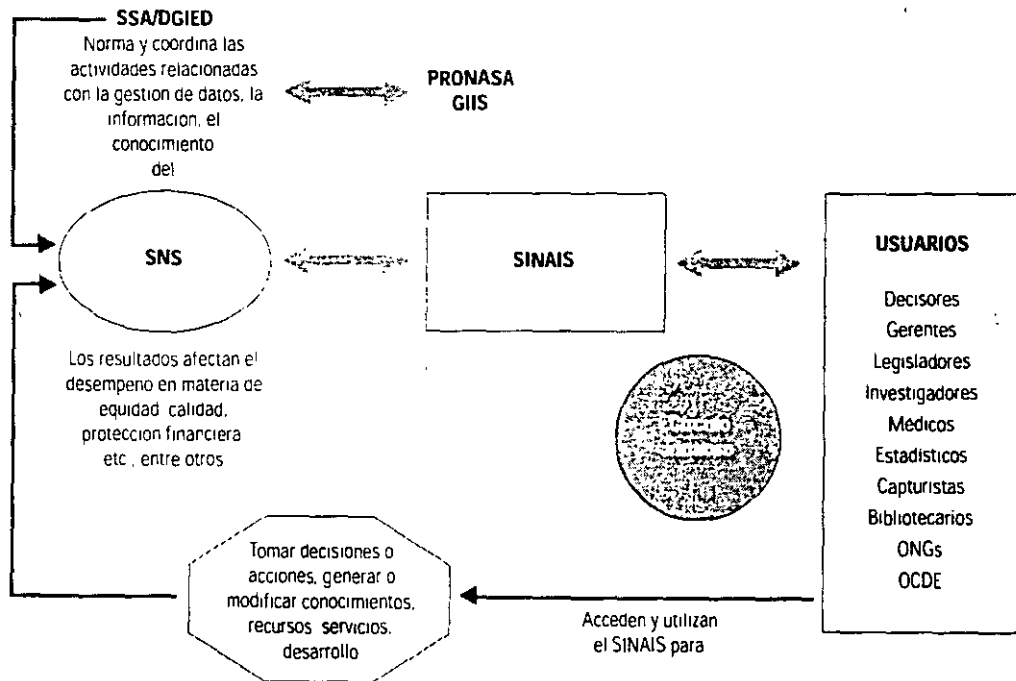 SSA/DGIED
Norma y coordina las
actividades relacionadas
con la gestion de datos, la
informacion, el
conocimiento
del
PRONASA
GIIS
SNS
SINAIS
USUARIOS
Decisores
Gerentes
Legisladores
Investigadores
Médicos
Estadísticos
Capturistas
Bibliotecarios
ONGs
OCDE
Los resultados afectan el
desempeno en materia de
equidad calidad,
proteccion financiera
etc , entre otros
Tomar decisiones o
acciones, generar o
modificar conocimientos,
recursos servicios,
desarrollo
Acceden y utilizan
el SINAIS para